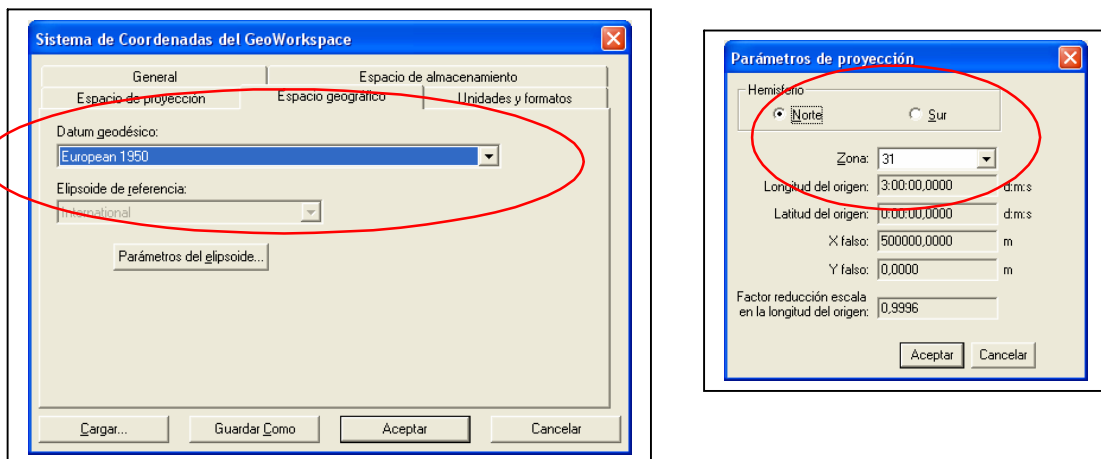 Sistema de Coordenadas del GeoWorkspace
General
Espacio de almacenamiento
Espacio de proyección
Espacio geográfico
Unidades y formatos
Datum geodésico:
European 1950
Elipsoide de referencia:
International
Parámetros del elipsoide...
Cargar...
Guardar Como
Aceptar
Cancelar
Parámetros de proyección
Hemisferio
Norte
Sur
Zona: 31
Longitud del origen: 3:00:00,0000 d:m:s
Latitud del origen: 0:00:00,0000 d:m:s
X falso: 500000,0000 m
Y falso: 0,0000 m
Factor reducción escala
en la longitud del origen: 0,9996
Aceptar
Cancelar